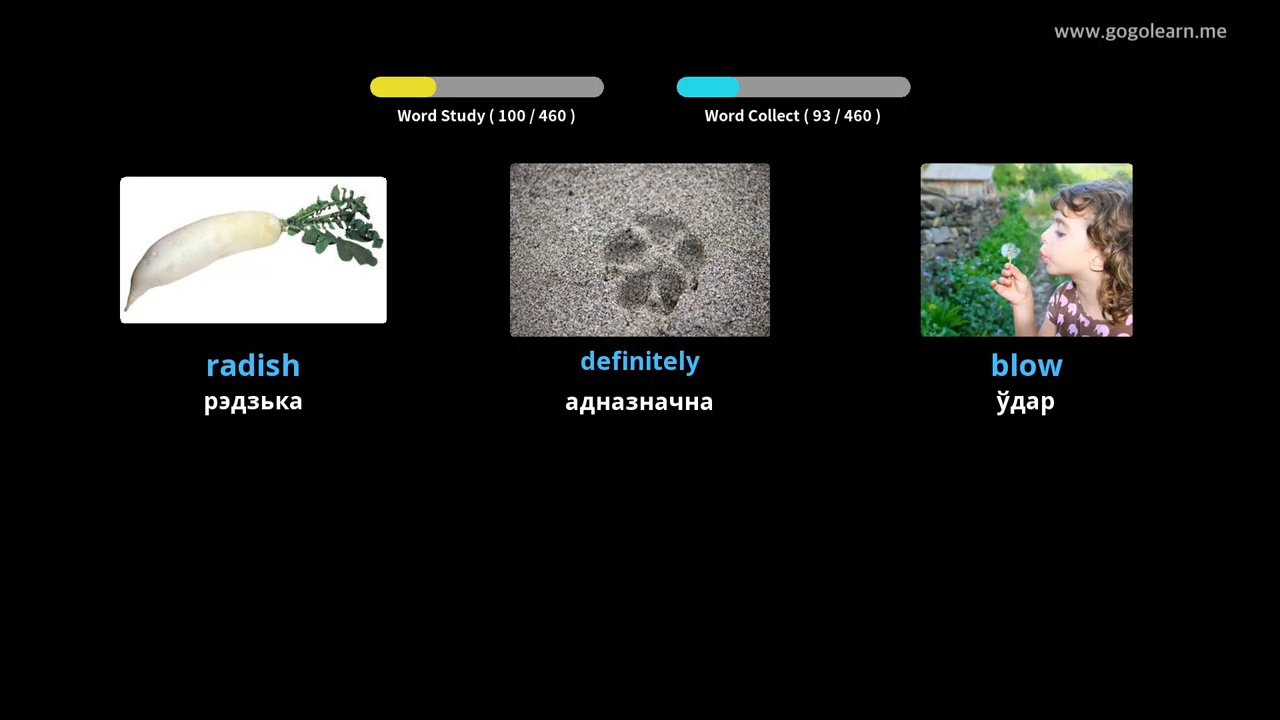 www.gogolearn.me
Word Study ( 100 / 460 )
Word Collect ( 93 / 460 )
radish
рэдзька
definitely
адназначна
blow
ўдар